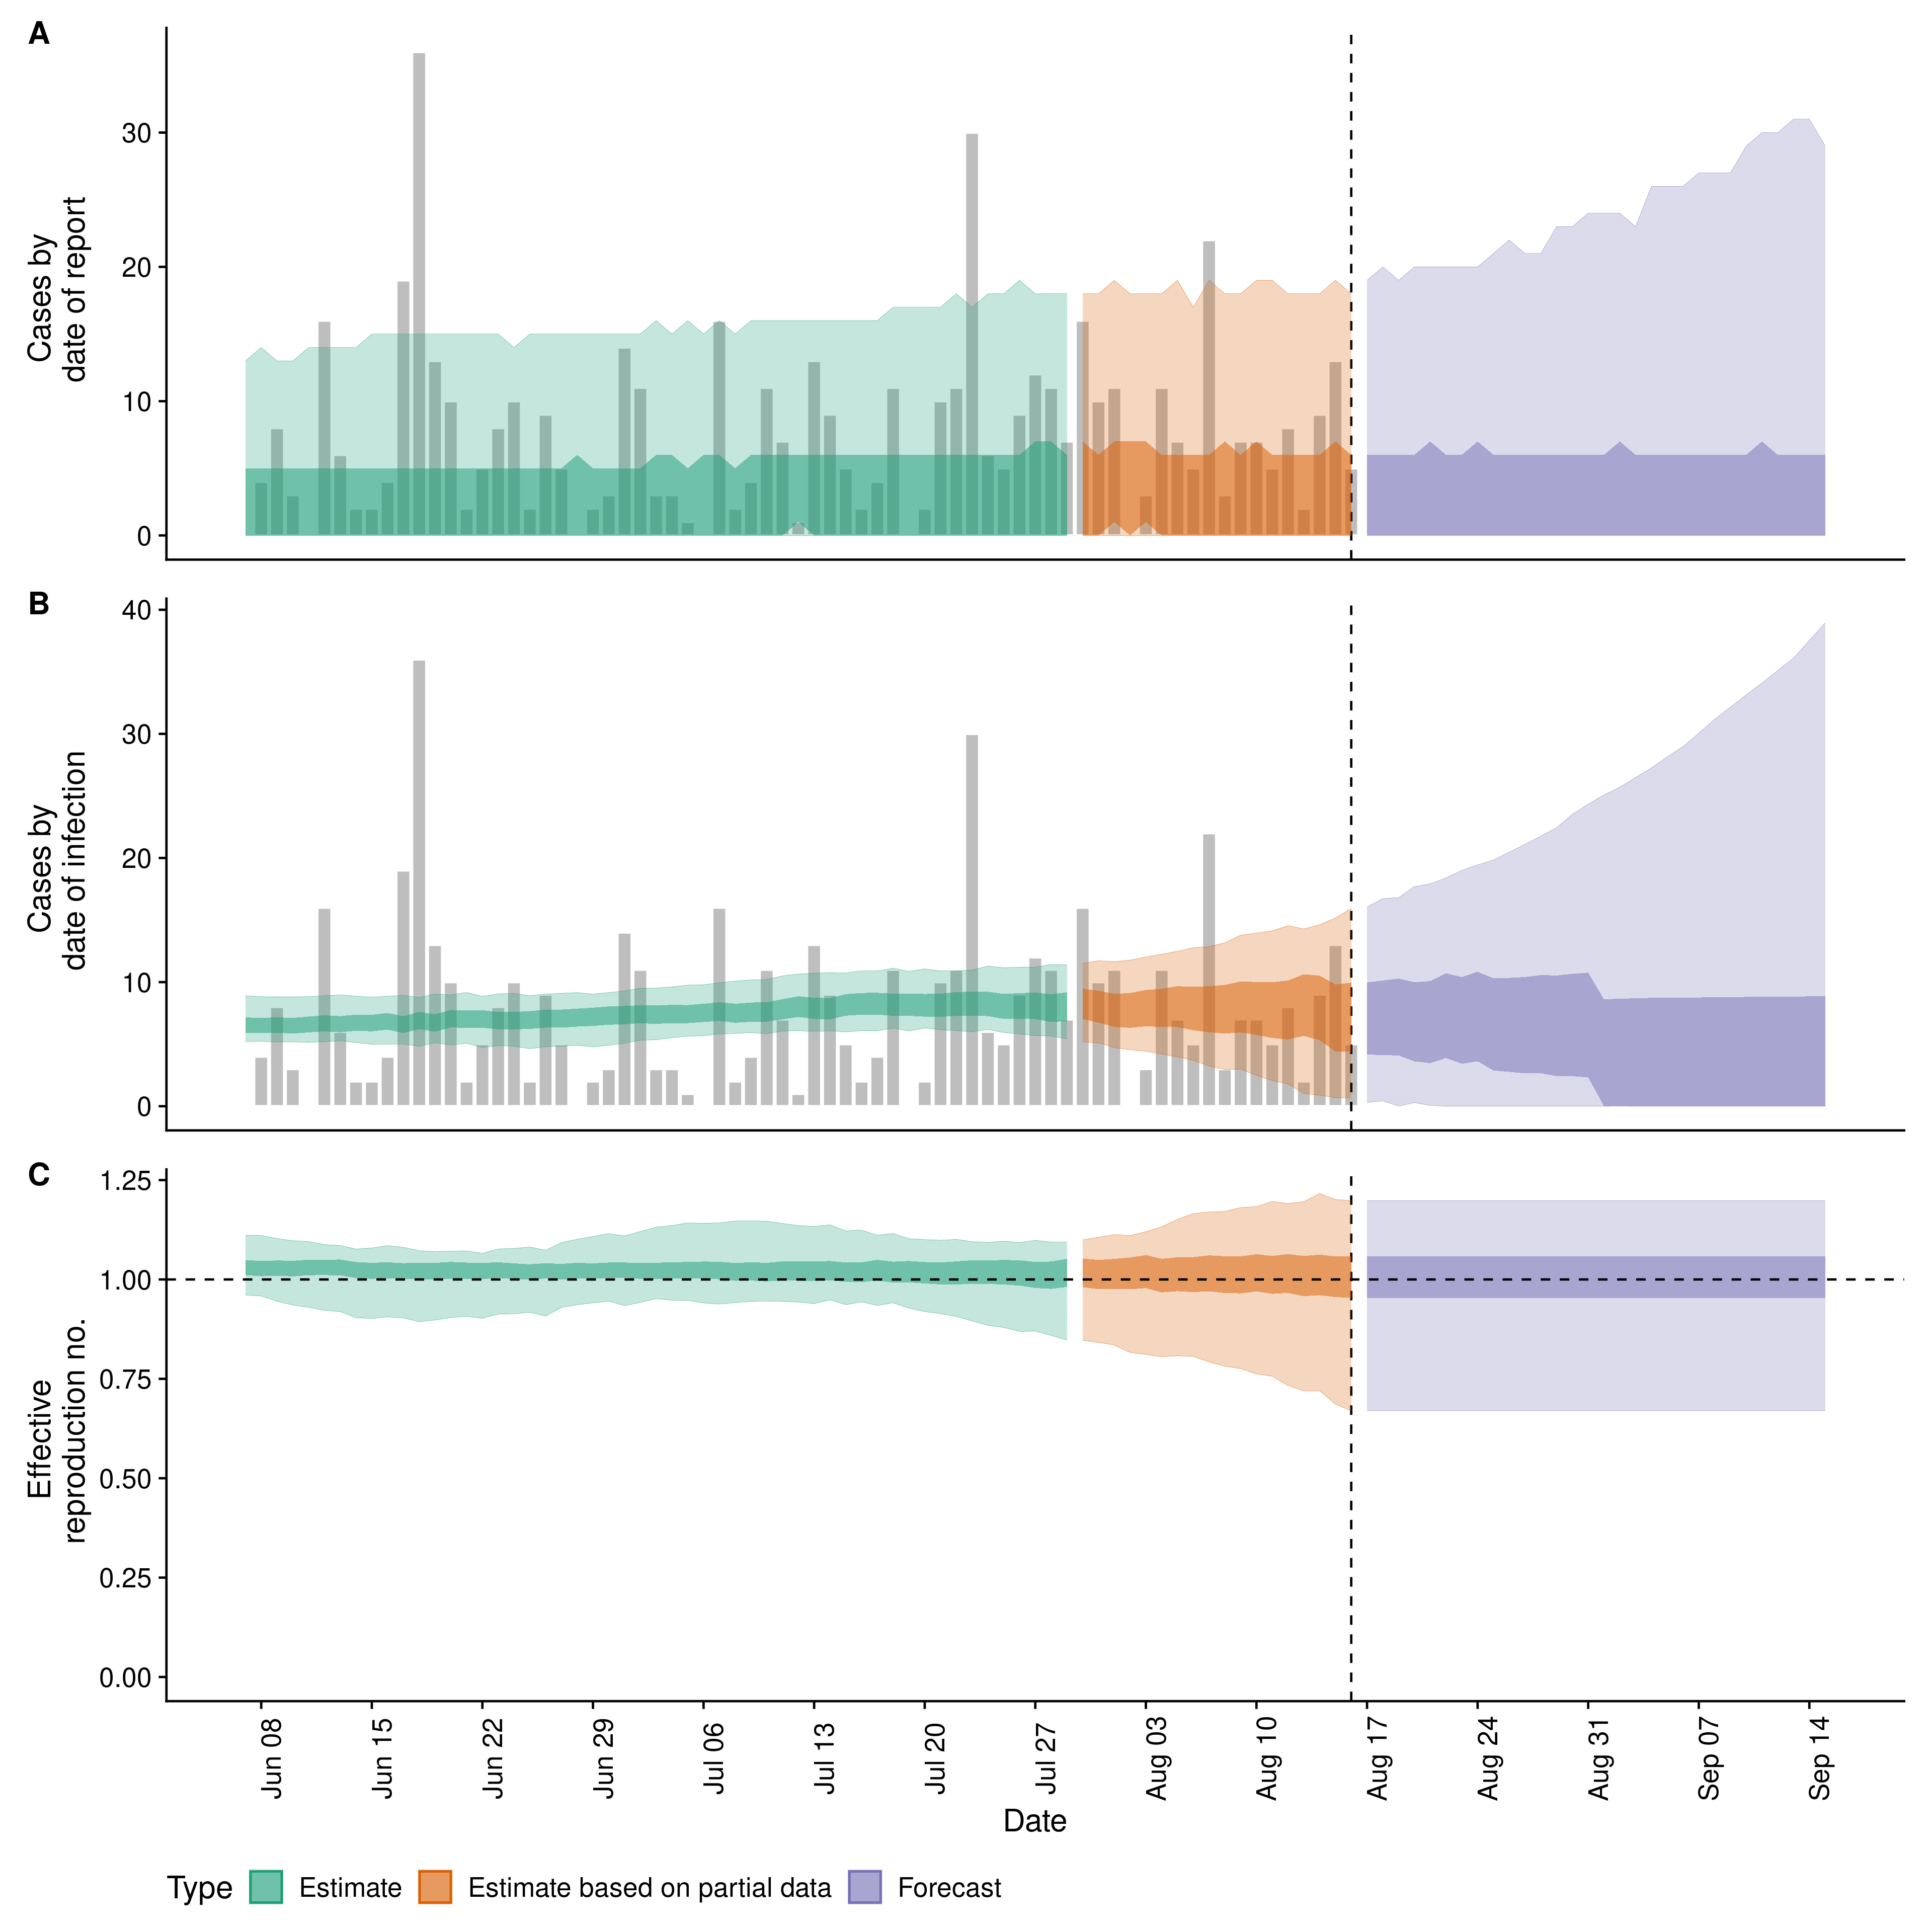 A
Cases by
date of report
30
20
10
0
B
Cases by
date of infection
40
30
20
10
0
C
Effective
reproduction no.
1.25
1.00
0.75
0.50
0.25
0.00
Jun 08
Jun 15
Jun 22
Jun 29
Jul 06
Jul 13
Jul 20
Jul 27
Aug 03
Aug 10
Aug 17
Aug 24
Aug 31
Sep 07
Sep 14
Date
Type Estimate Estimate based on partial data Forecast